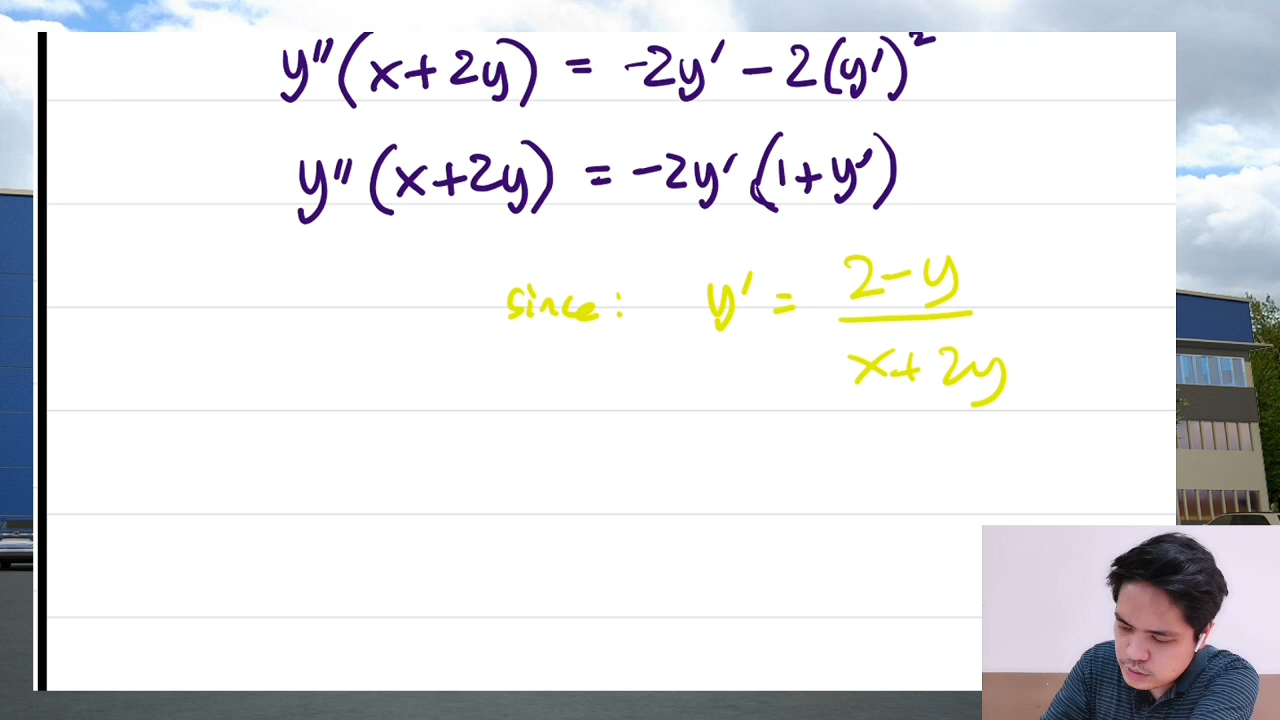 y''(x+2y) = -2y' - 2(y')²
y''(x+2y) = -2y'(1+y')
since: y' = 2-y
x+2y